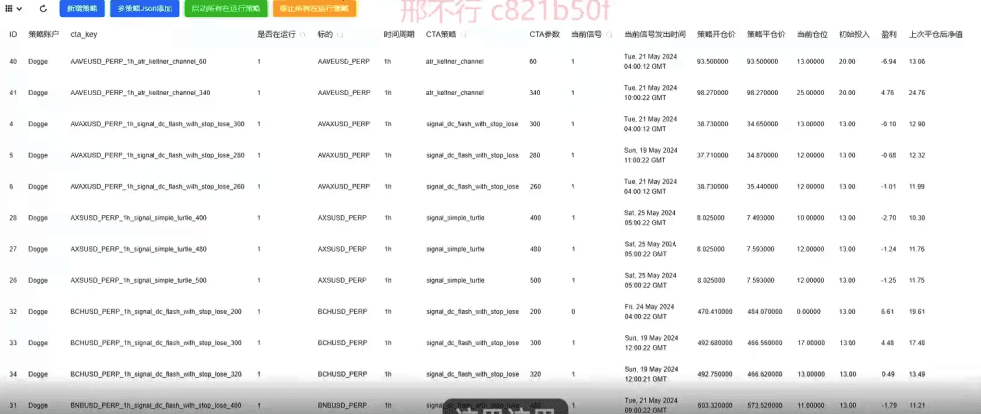 邢不行 c821b50f
新增策略 多策略Json添加 启动所有在运行策略 停止所有在运行策略
ID 策略账户 cta_key 是否在运行 标的 时间周期 CTA策略 CTA参数 当前信号 当前信号发出时间 策略开仓价 策略平仓价 当前仓位 初始投入 盈利 上次平仓后净值
40 Dogge AAVEUSD_PERP_1h_atr_keltner_channel_60 1 AAVEUSD_PERP 1h atr_keltner_channel 60 1 Tue, 21 May 2024 04:00:12 GMT 93.500000 93.500000 13.00000 20.00 -6.94 13.06
41 Dogge AAVEUSD_PERP_1h_atr_keltner_channel_340 1 AAVEUSD_PERP 1h atr_keltner_channel 340 1 Tue, 21 May 2024 10:00:22 GMT 98.270000 98.270000 25.00000 20.00 4.76 24.76
4 Dogge AVAXUSD_PERP_1h_signal_dc_flash_with_stop_lose_300 1 AVAXUSD_PERP 1h signal_dc_flash_with_stop_lose 300 1 Tue, 21 May 2024 04:00:12 GMT 38.730000 34.650000 13.00000 13.00 -0.10 12.90
5 Dogge AVAXUSD_PERP_1h_signal_dc_flash_with_stop_lose_280 1 AVAXUSD_PERP 1h signal_dc_flash_with_stop_lose 280 1 Sun, 19 May 2024 11:00:22 GMT 37.710000 34.870000 12.00000 13.00 -0.68 12.32
6 Dogge AVAXUSD_PERP_1h_signal_dc_flash_with_stop_lose_260 1 AVAXUSD_PERP 1h signal_dc_flash_with_stop_lose 260 1 Tue, 21 May 2024 04:00:12 GMT 38.730000 35.440000 12.00000 13.00 -1.01 11.99
28 Dogge AXSUSD_PERP_1h_signal_simple_turtle_400 1 AXSUSD_PERP 1h signal_simple_turtle 400 1 Sat, 25 May 2024 05:00:22 GMT 8.025000 7.493000 10.00000 13.00 -2.70 10.30
27 Dogge AXSUSD_PERP_1h_signal_simple_turtle_480 1 AXSUSD_PERP 1h signal_simple_turtle 480 1 Sat, 25 May 2024 05:00:22 GMT 8.025000 7.593000 12.00000 13.00 -1.24 11.76
26 Dogge AXSUSD_PERP_1h_signal_simple_turtle_500 1 AXSUSD_PERP 1h signal_simple_turtle 500 1 Sat, 25 May 2024 05:00:22 GMT 8.025000 7.593000 12.00000 13.00 -1.25 11.75
32 Dogge BCHUSD_PERP_1h_signal_dc_flash_with_stop_lose_200 1 BCHUSD_PERP 1h signal_dc_flash_with_stop_lose 200 0 Fri, 24 May 2024 04:00:22 GMT 470.410000 484.070000 0.00000 13.00 6.61 19.61
33 Dogge BCHUSD_PERP_1h_signal_dc_flash_with_stop_lose_300 1 BCHUSD_PERP 1h signal_dc_flash_with_stop_lose 300 1 Sun, 19 May 2024 12:00:22 GMT 492.680000 466.560000 17.00000 13.00 4.48 17.48
34 Dogge BCHUSD_PERP_1h_signal_dc_flash_with_stop_lose_320 1 BCHUSD_PERP 1h signal_dc_flash_with_stop_lose 320 1 Sun, 19 May 2024 12:00:21 GMT 492.750000 466.620000 13.00000 13.00 0.49 13.49
31 Dogge BNBUSD_PERP_1h_signal_dc_flash_with_stop_lose_480 1 BNBUSD_PERP 1h 480 1 Tue, 21 May 2024 09:00:22 GMT 603.320000 573.520000 11.00000 13.00 -1.79 11.21